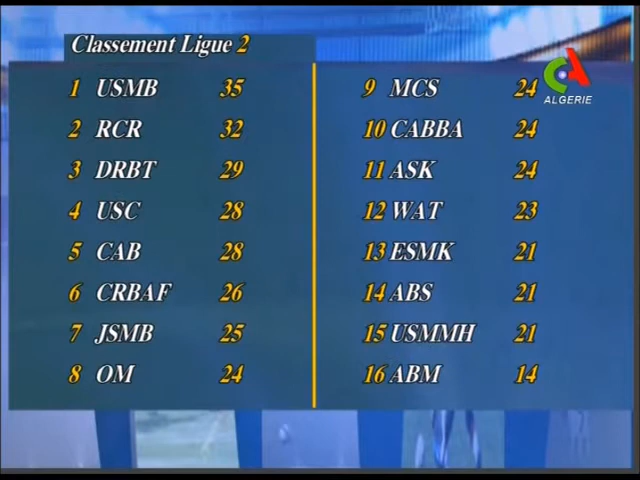 Classement Ligue 2
1 USMB 35
2 RCR 32
3 DRBT 29
4 USC 28
5 CAB 28
6 CRBAF 26
7 JSMB 25
8 OM 24
9 MCS 24
10 CABBA 24
11 ASK 24
12 WAT 23
13 ESMK 21
14 ABS 21
15 USMMH 21
16 ABM 14
ALGERIE